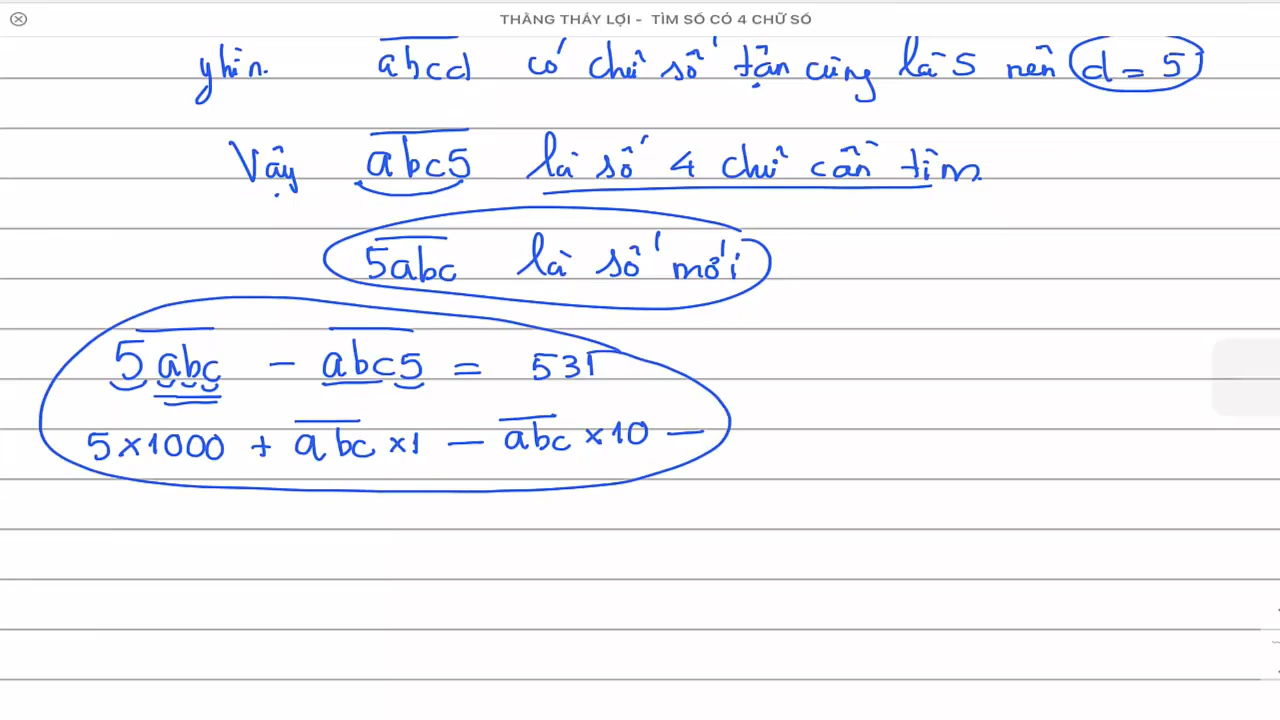 THẰNG THẦY LỢI - TÌM SỐ CÓ 4 CHỮ SỐ
abcd có chữ số tận cùng là 5 nên d = 5
Vậy abc5 là số 4 chữ cần tìm
5abc là số mới
5abc - abc5 = 531
5×1000 + abc ×1 - abc ×10 -